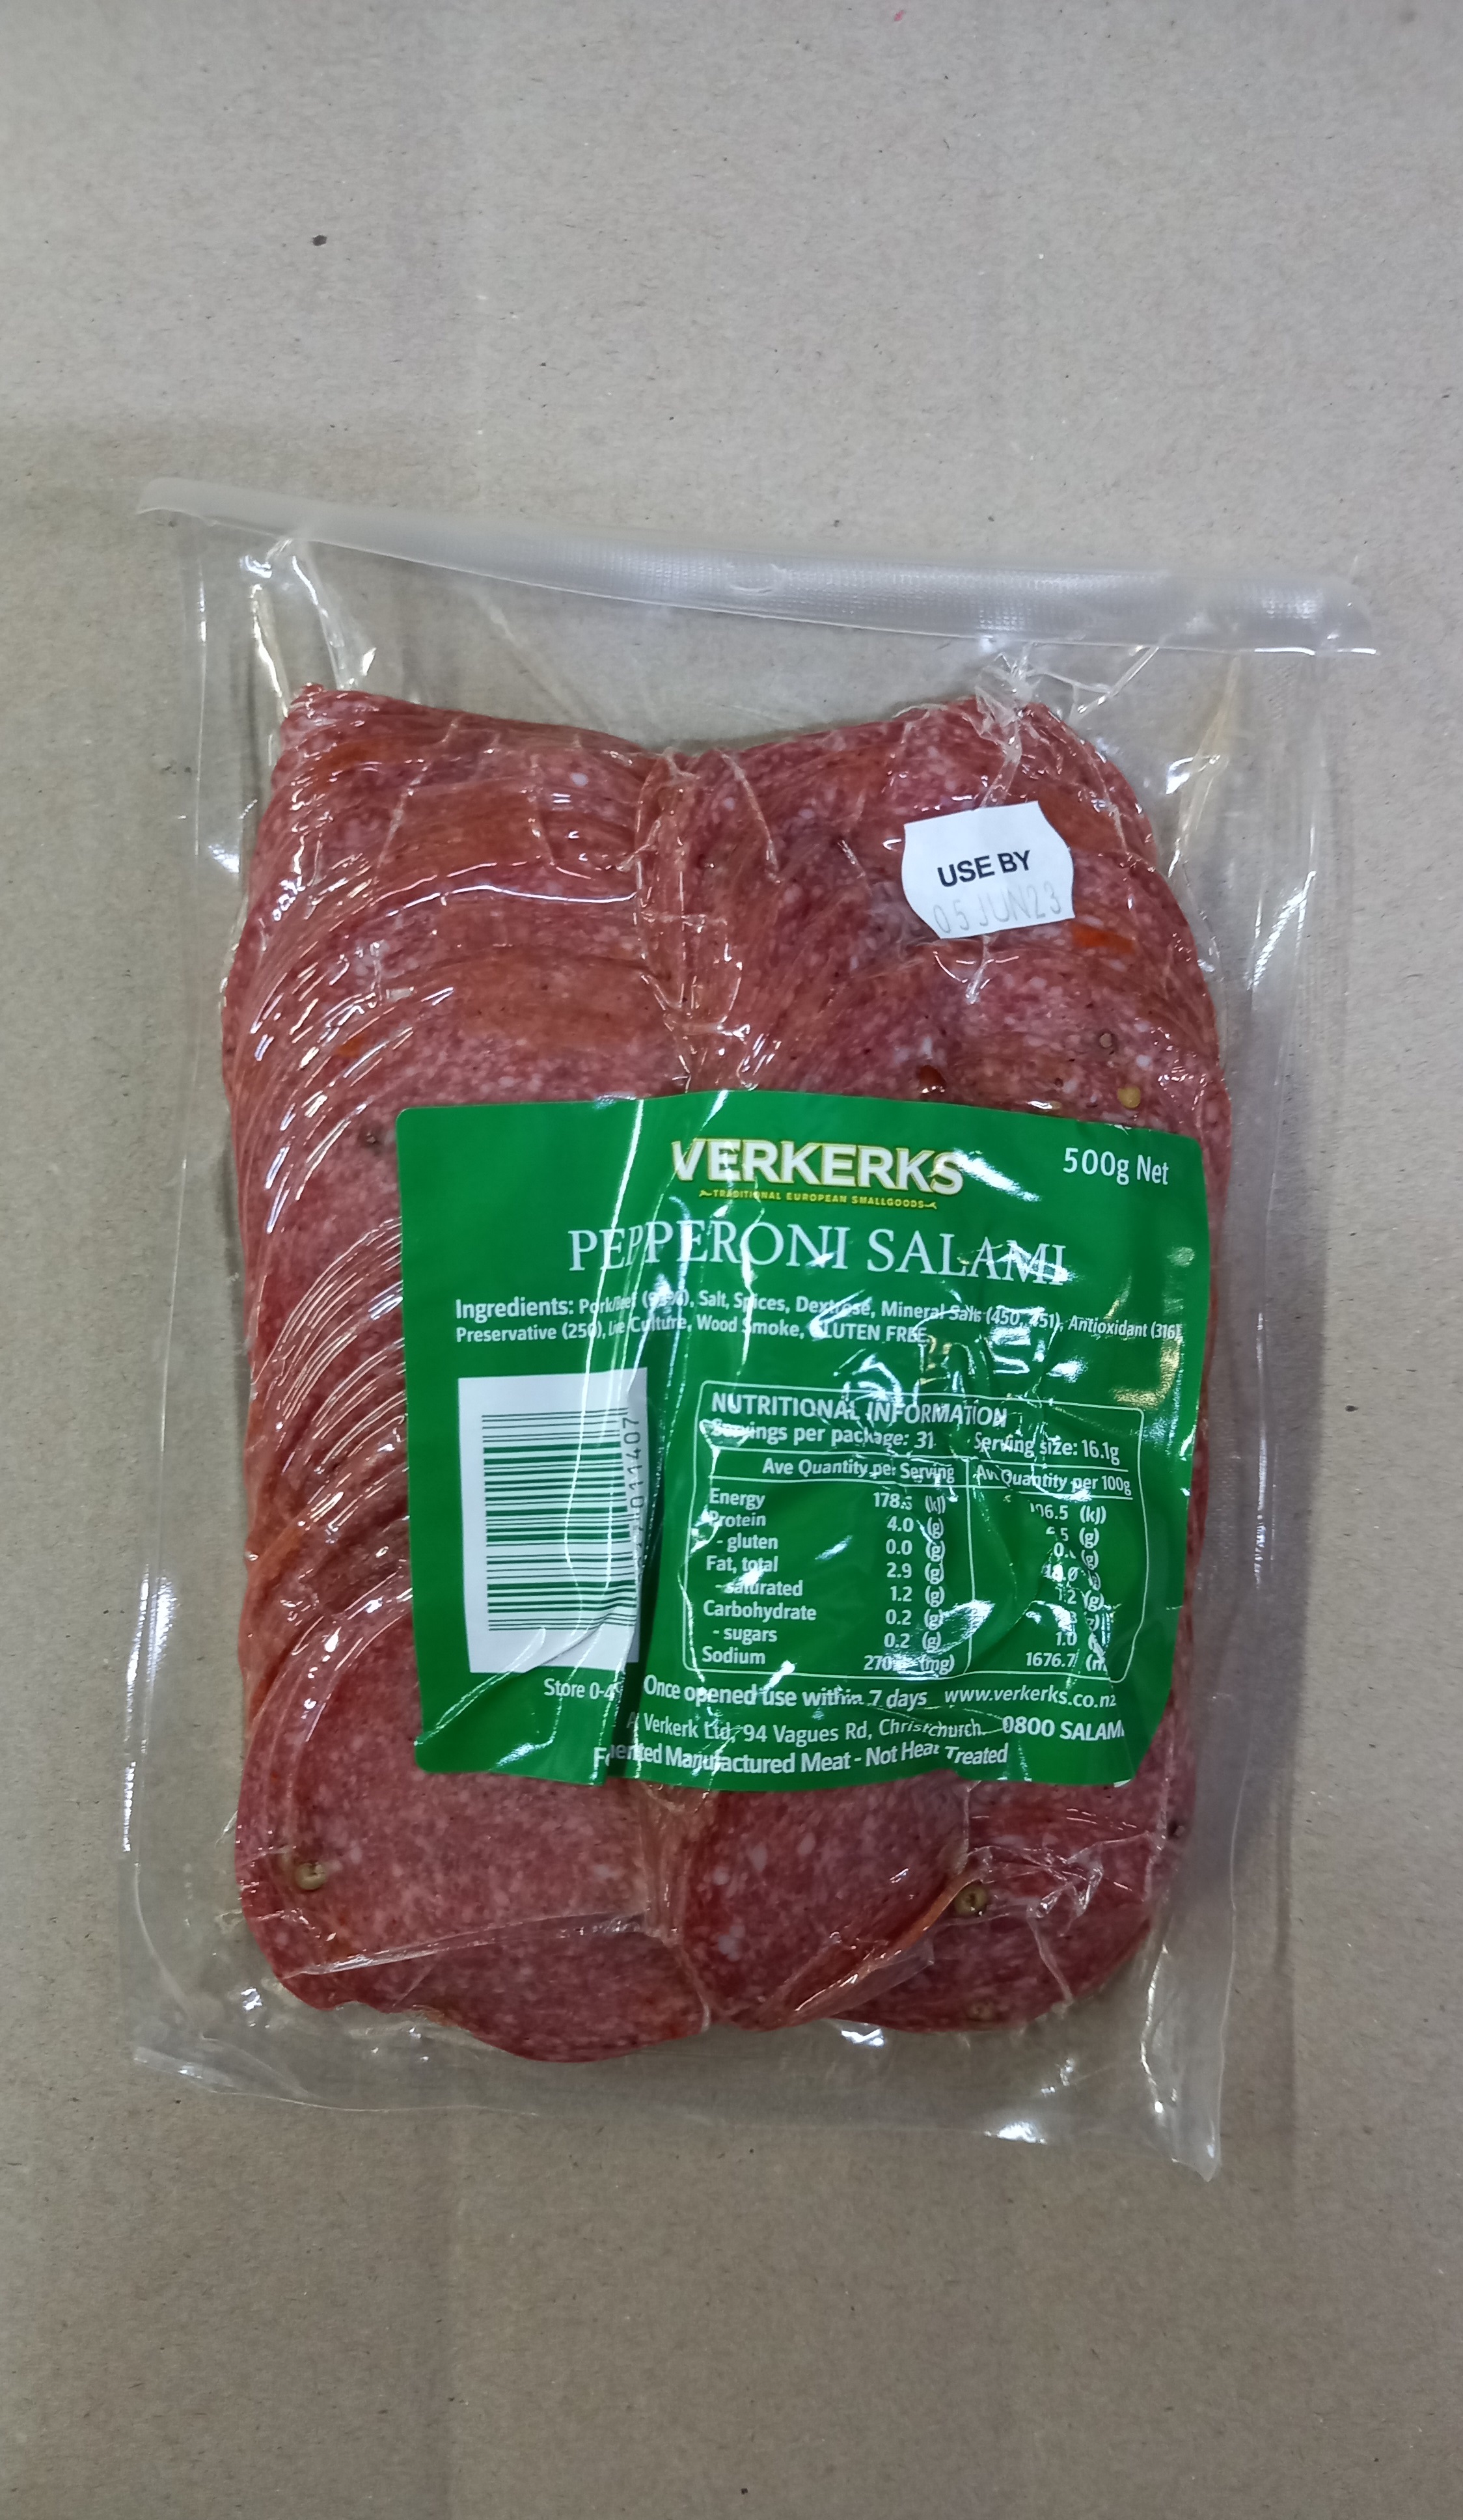 USE BY
05 JUN23
VERKERKS
TRADITIONAL EUROPEAN SMALLGOODS
500g Net
PEPPERONI SALAMI
Ingredients: Pork/Beef Salt, Spices, Dextrose, Mineral Salts (450, 451), Antioxidant (316)
Preservative (250), Live Culture, Wood Smoke, GLUTEN FREE
011407
NUTRITIONAL INFORMATION
Servings per package: 31 Serving size: 16.1g
Ave Quantity per Serving Ave Quantity per 100g
Energy (kJ) (kJ)
Protein 4.0 (g) (g)
- gluten 0.0 (g) (g)
Fat, total 2.9 (g) 18.0 (g)
- saturated 1.2 (g) (g)
Carbohydrate 0.2 (g)
- sugars 0.2 (g) 1.0
Sodium (mg) 1676.7
Store 0-4° Once opened use within 7 days www.verkerks.co.nz
A Verkerk Ltd, 94 Vagues Rd, Christchurch. 0800 SALAMI
Manufactured Meat - Not Heat Treated